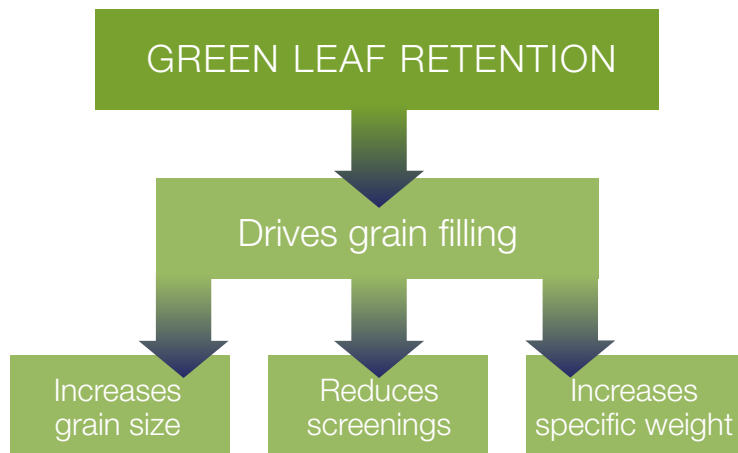 GREEN LEAF RETENTION
Drives grain filling
Increases
grain size
Reduces
screenings
Increases
specific weight